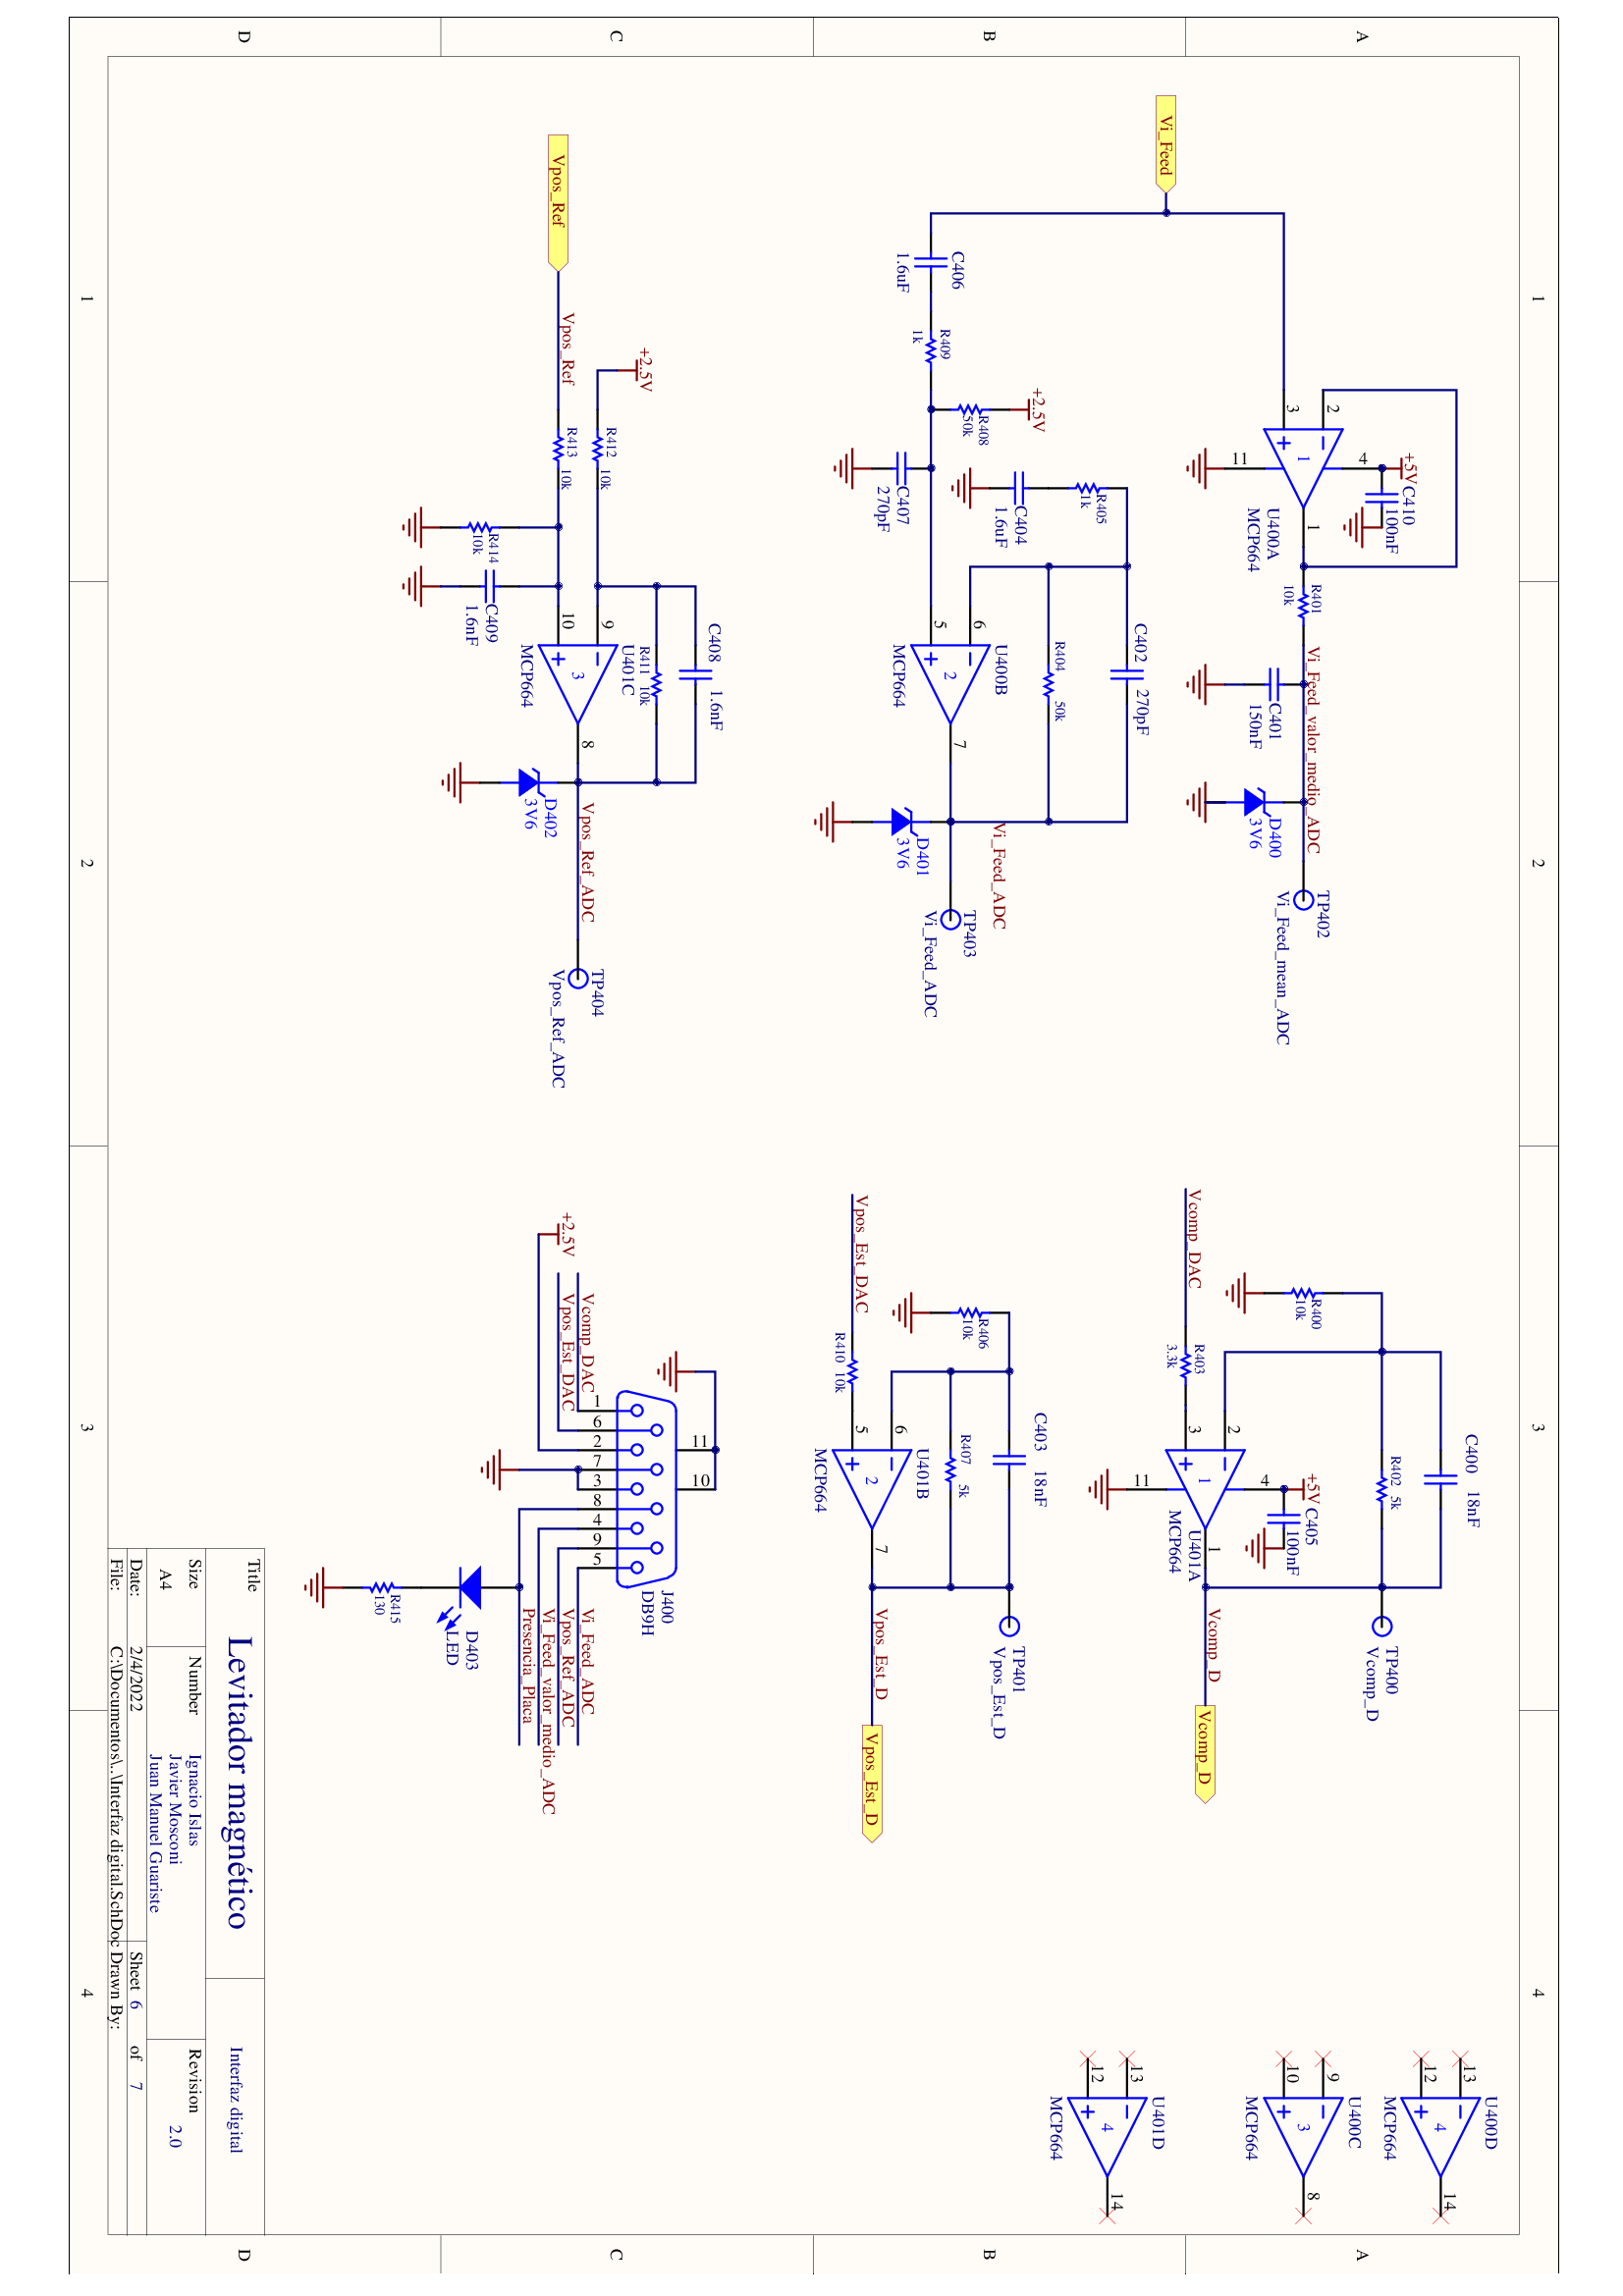 1
2
3
4
A
B
C
D
Vi_Feed
2
3
1
4
11
1
+5V
C410
100nF
U400A
MCP664
R401
10k
Vi_Feed_valor_medio_ADC
C401
150nF
D400
3V6
TP402
Vi_Feed_mean_ADC
C406
1.6uF
R409
1k
+2.5V
R408
50k
C407
270pF
R405
1k
C404
1.6uF
6
5
2
7
U400B
MCP664
R404
50k
C402
270pF
D401
3V6
Vi_Feed_ADC
TP403
Vi_Feed_ADC
Vpos_Ref
Vpos_Ref
+2.5V
R412
10k
R413
10k
R414
10k
C409
1.6nF
9
10
3
8
U401C
MCP664
R411
10k
C408
1.6nF
D402
3V6
Vpos_Ref_ADC
TP404
Vpos_Ref_ADC
Vcomp_DAC
R400
10k
R403
3.3k
2
3
1
4
11
1
+5V
C405
100nF
U401A
MCP664
R402
5k
C400
18nF
TP400
Vcomp_D
Vcomp_D
Vcomp_D
Vpos_Est_DAC
R406
10k
R410
10k
6
5
2
7
U401B
MCP664
R407
5k
C403
18nF
TP401
Vpos_Est_D
Vpos_Est_D
Vpos_Est_D
+2.5V
Vcomp_DAC
Vpos_Est_DAC
1
6
2
7
3
8
4
9
5
11
10
J400
DB9H
Vi_Feed_ADC
Vpos_Ref_ADC
Vi_Feed_valor_medio_ADC
Presencia_Placa
D403
LED
R415
130
13
12
4
14
U400D
MCP664
9
10
3
8
U400C
MCP664
13
12
4
14
U401D
MCP664
Title
Levitador magnético
Interfaz digital
Size
A4
Number
Ignacio Islas
Javier Mosconi
Juan Manuel Guariste
Revision
2.0
Date:
2/4/2022
Sheet 6 of 7
File:
C:\Documentos\..\Interfaz digital.SchDoc
Drawn By:
1
2
3
4
A
B
C
D